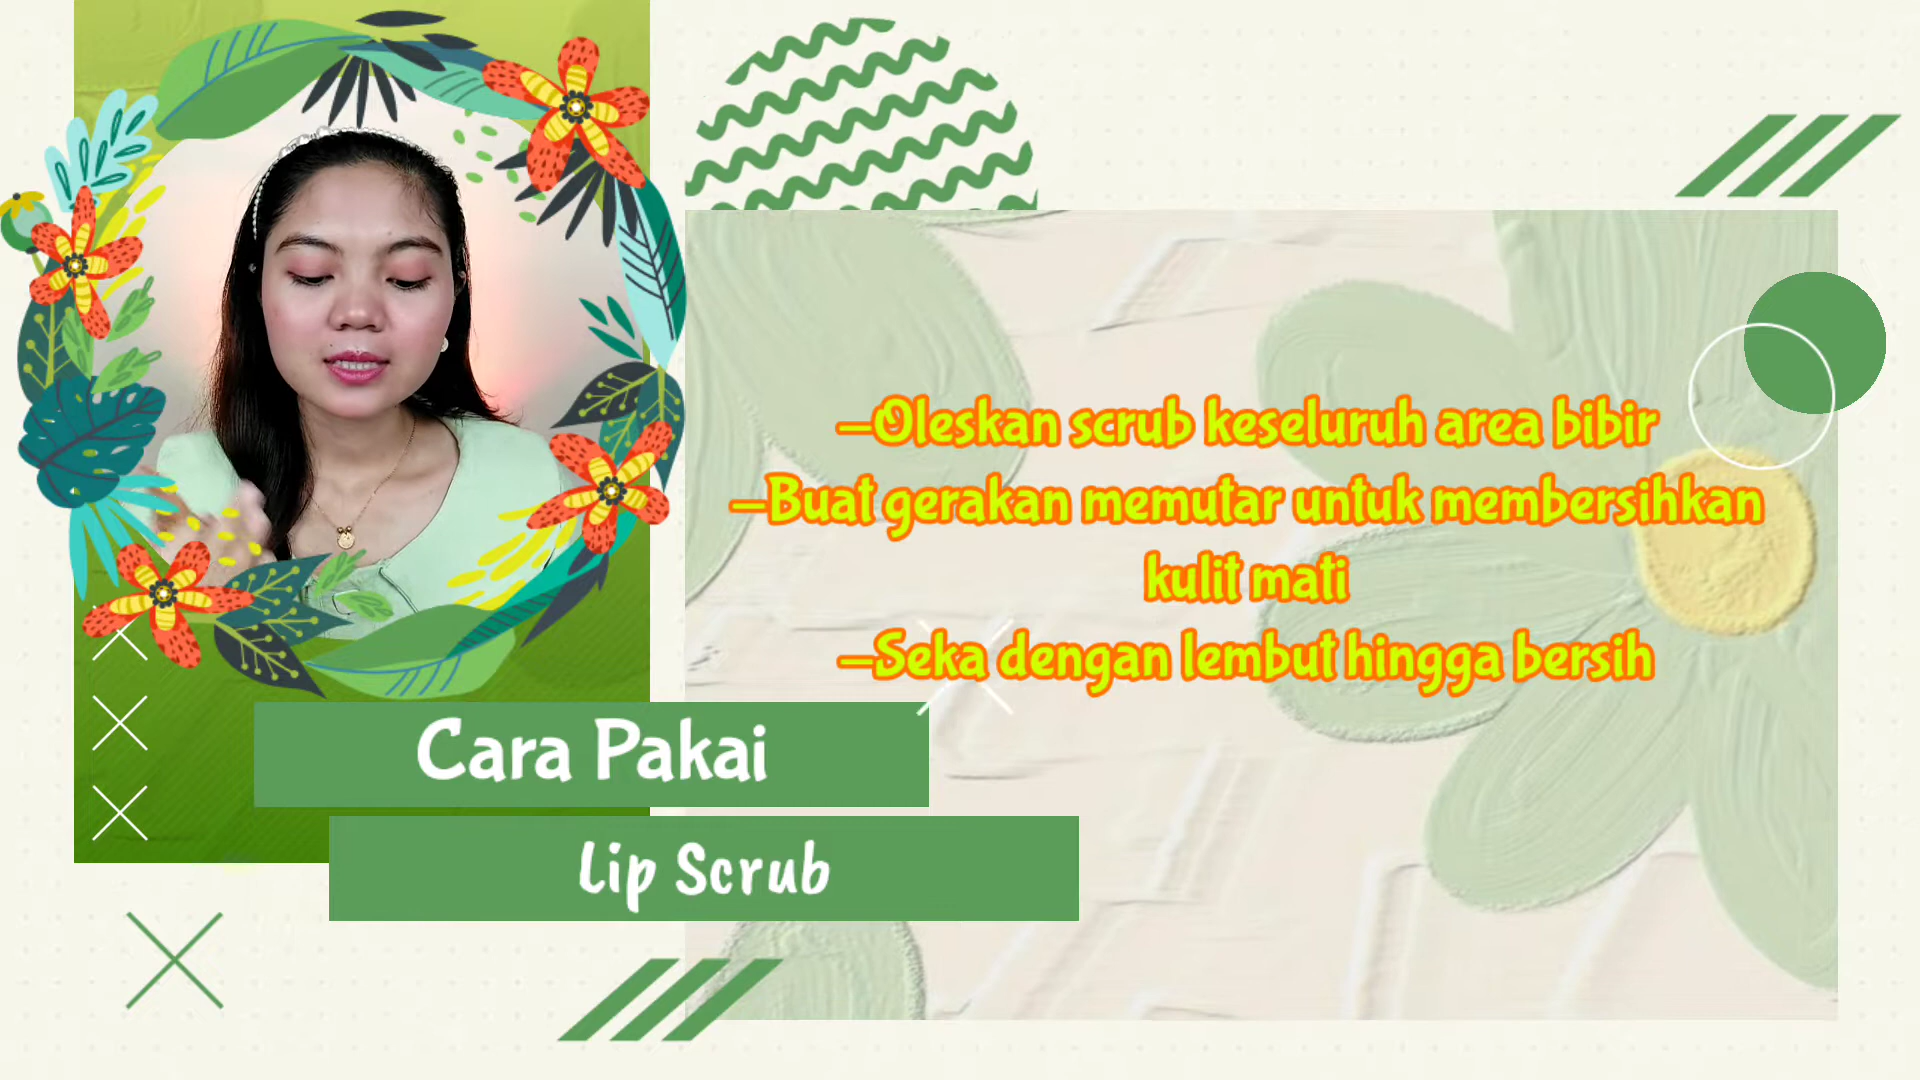 –Oleskan scrub keseluruh area bibir
–Buat gerakan memutar untuk membersihkan
kulit mati
–Seka dengan lembut hingga bersih
Cara Pakai
Lip Scrub